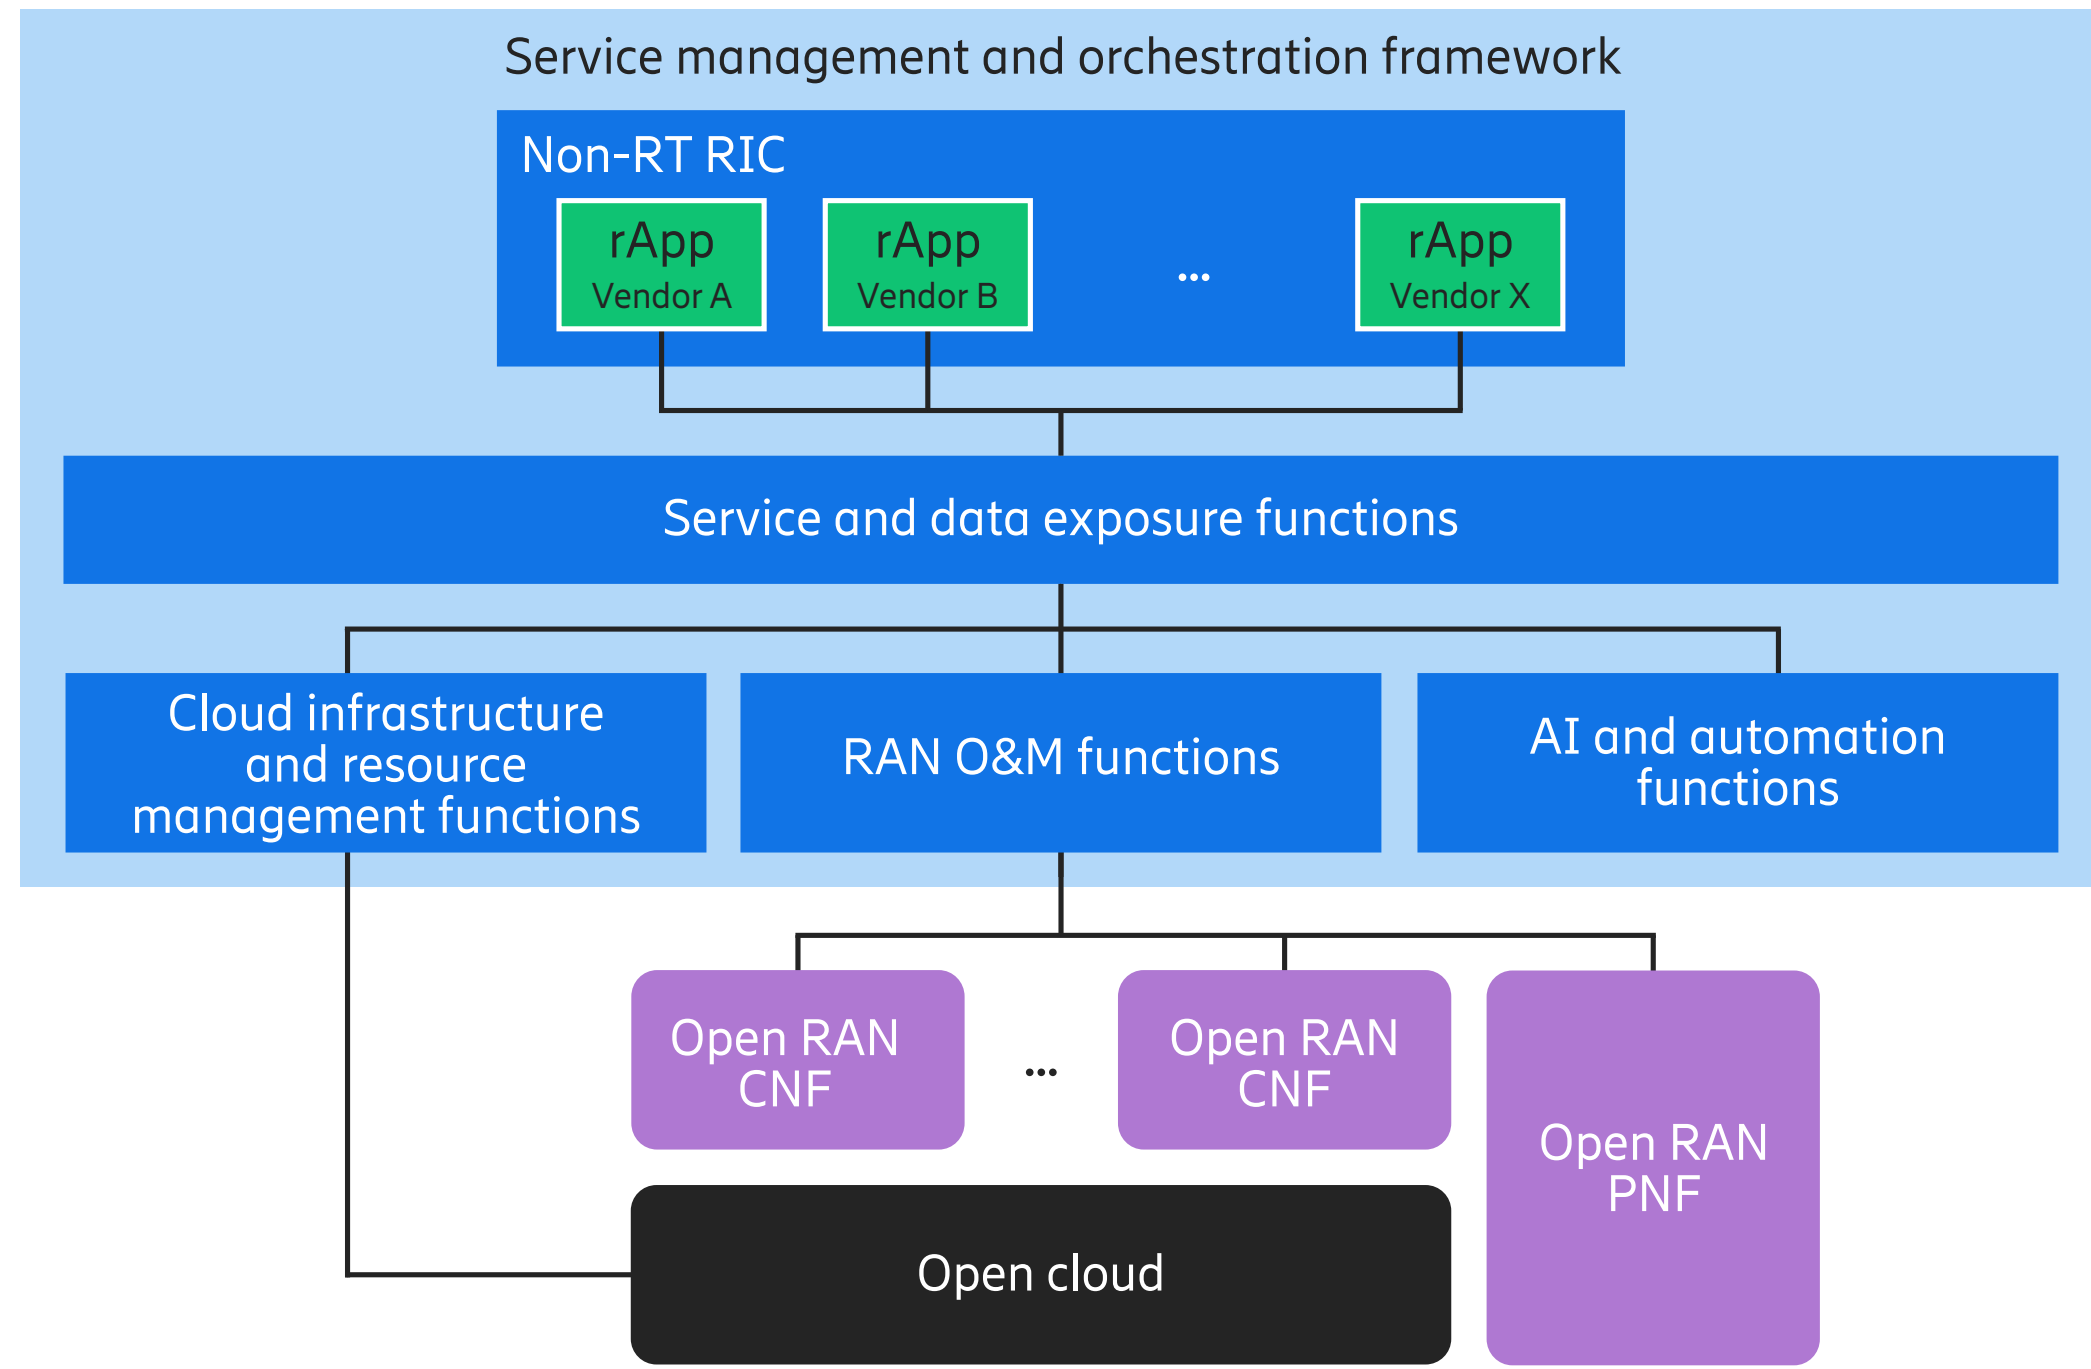 Service management and orchestration framework
Non-RT RIC
rApp
Vendor A
rApp
Vendor B
...
rApp
Vendor X
Service and data exposure functions
Cloud infrastructure
and resource
management functions
RAN O&M functions
AI and automation
functions
Open RAN
CNF
...
Open RAN
CNF
Open RAN
PNF
Open cloud